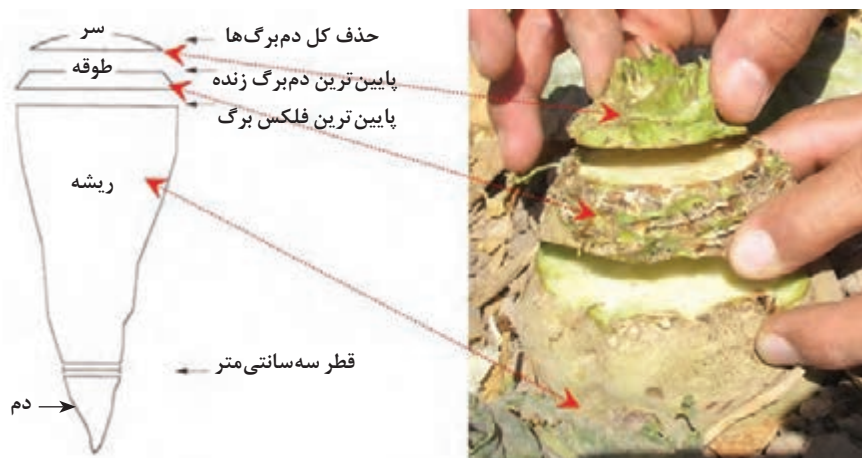 سر
حذف کل دم‌برگ‌ها
طوقه
پایین‌ترین دم‌برگ زنده
پایین‌ترین فلکس برگ
ریشه
قطر سه‌سانتی‌متر
دم